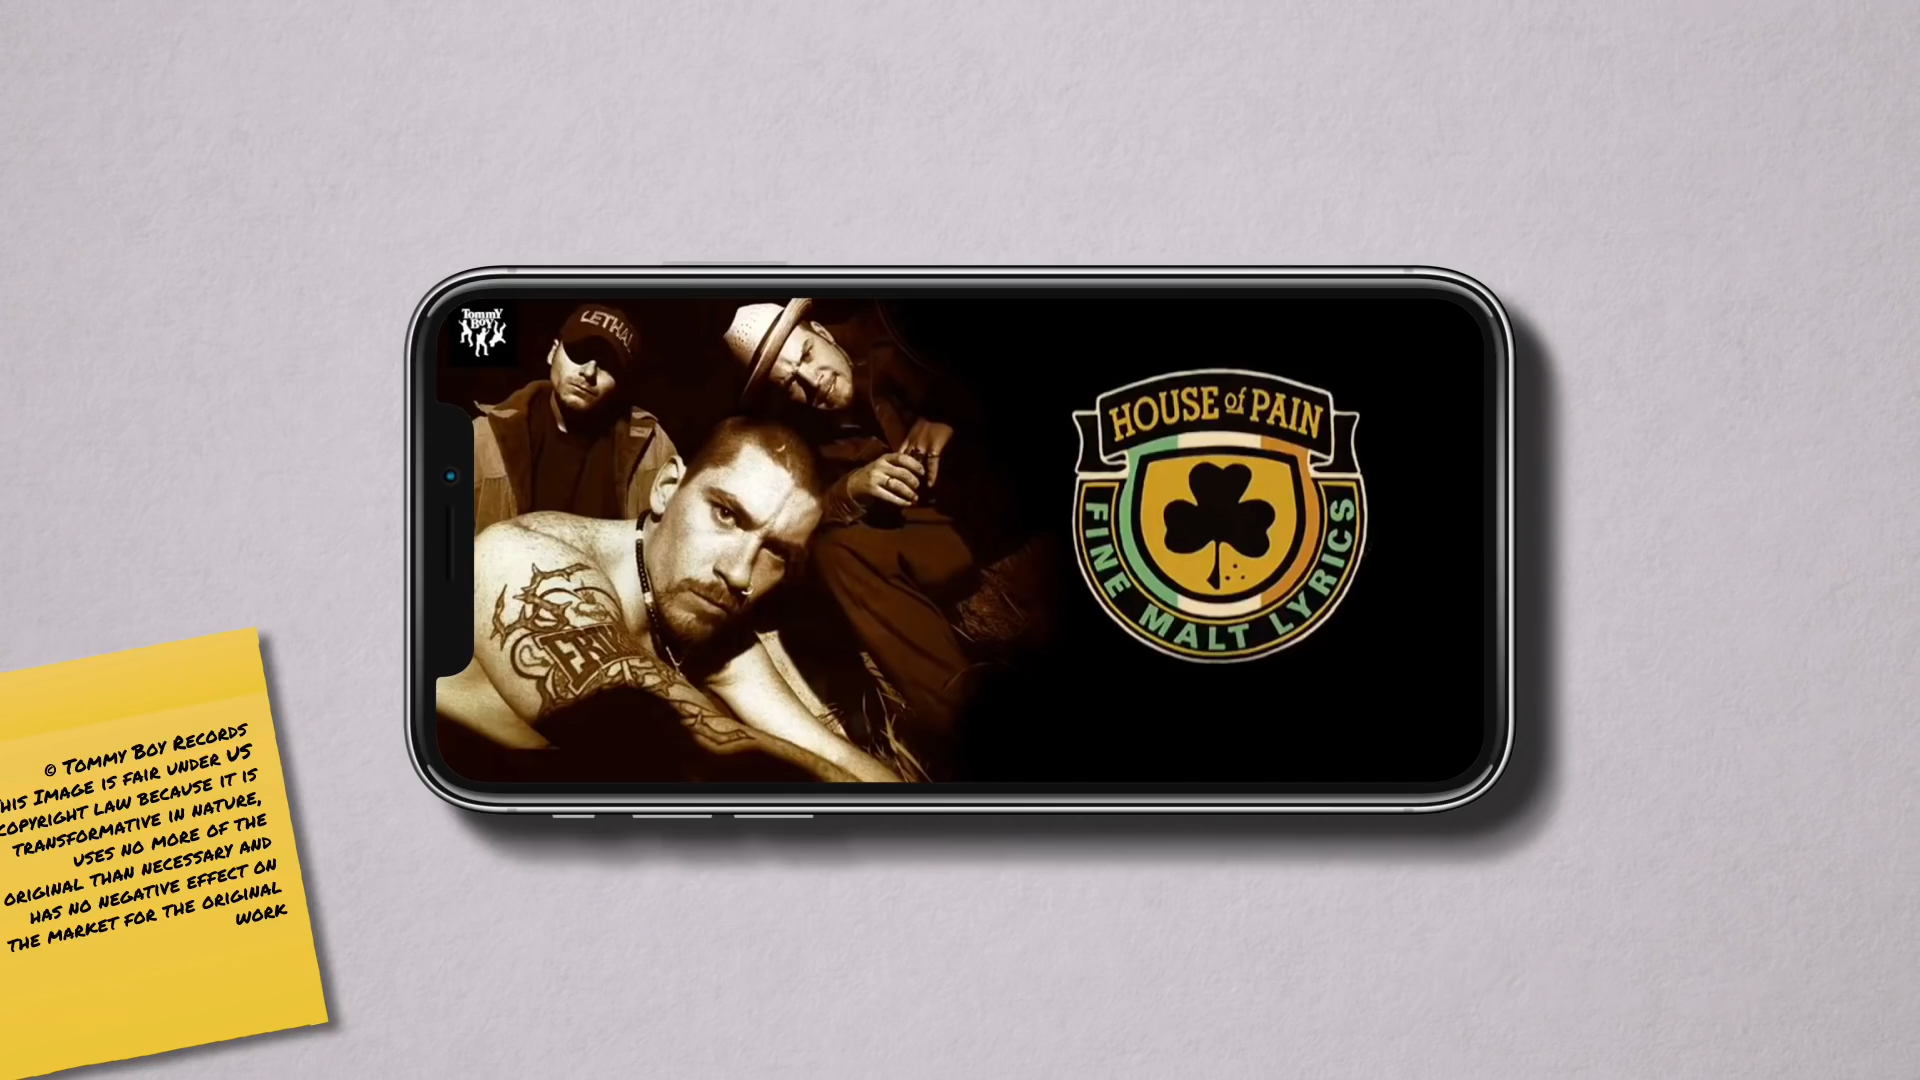 Tommy
Boy
LETHAL
HOUSE of PAIN
FINE MALT LYRICS
ERIK
© Tommy Boy Records
his Image is fair under US
copyright law because it is
transformative in nature,
uses no more of the
original than necessary and
has no negative effect on
the market for the original
work